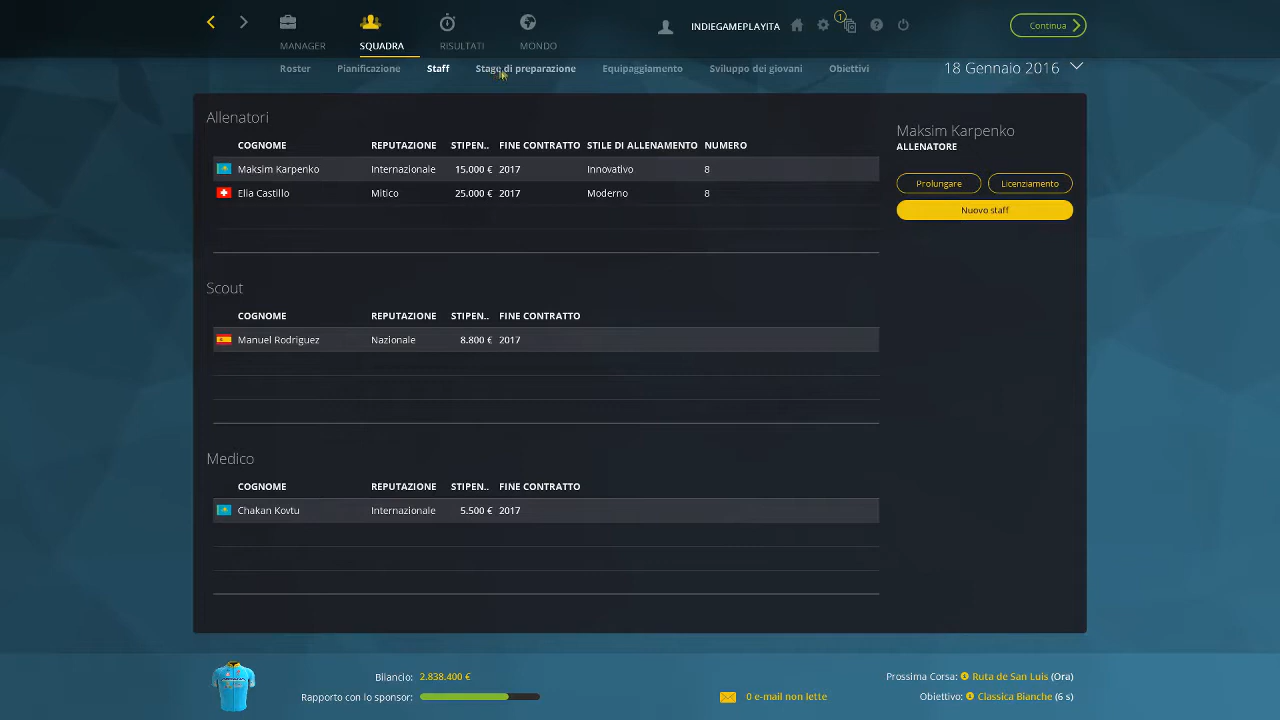 MANAGER SQUADRA RISULTATI MONDO INDIEGAMEPLAYITA 1 Continua
Roster Pianificazione Staff Stage di preparazione Equipaggiamento Sviluppo dei giovani Obiettivi 18 Gennaio 2016
Allenatori
COGNOME REPUTAZIONE STIPEN.. FINE CONTRATTO STILE DI ALLENAMENTO NUMERO
Maksim Karpenko Internazionale 15.000 € 2017 Innovativo 8
Elia Castillo Mitico 25.000 € 2017 Moderno 8
Maksim Karpenko
ALLENATORE
Prolungare Licenziamento
Nuovo staff
Scout
COGNOME REPUTAZIONE STIPEN.. FINE CONTRATTO
Manuel Rodriguez Nazionale 8.800 € 2017
Medico
COGNOME REPUTAZIONE STIPEN.. FINE CONTRATTO
Chakan Kovtu Internazionale 5.500 € 2017
Bilancio: 2.838.400 €
Rapporto con lo sponsor:
0 e-mail non lette
Prossima Corsa: Ruta de San Luis (Ora)
Obiettivo: Classica Bianche (6 s)